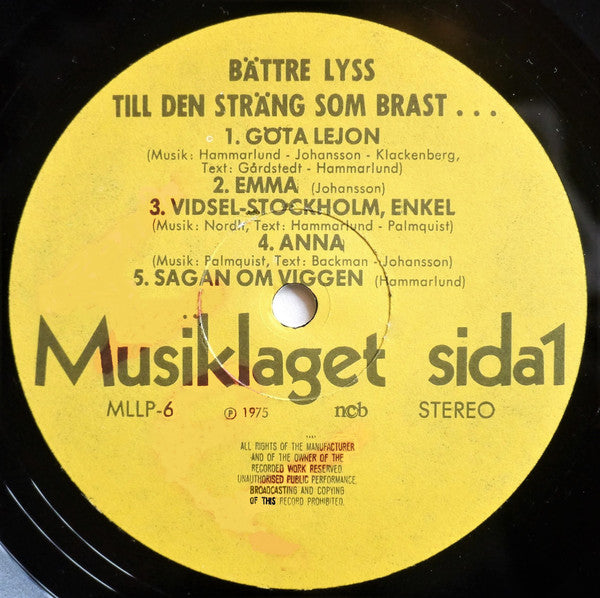 BÄTTRE LYSS
TILL DEN STRÄNG SOM BRAST . . .
1. GÖTA LEJON
(Musik: Hammarlund - Johansson - Klackenberg,
Text: Gårdstedt - Hammarlund)
2. EMMA (Johansson)
3. VIDSEL-STOCKHOLM, ENKEL
(Musik: Nordh, Text: Hammarlund - Palmquist)
4. ANNA
(Musik: Palmquist, Text: Backman - Johansson)
5. SAGAN OM VIGGEN (Hammarlund)
Musiklaget sida1
MLLP-6 ℗ 1975 ncb STEREO
ALL RIGHTS OF THE MANUFACTURER
AND OF THE OWNER OF THE
RECORDED WORK RESERVED.
UNAUTHORISED PUBLIC PERFORMANCE.
BROADCASTING AND COPYING
OF THIS RECORD PROHIBITED.